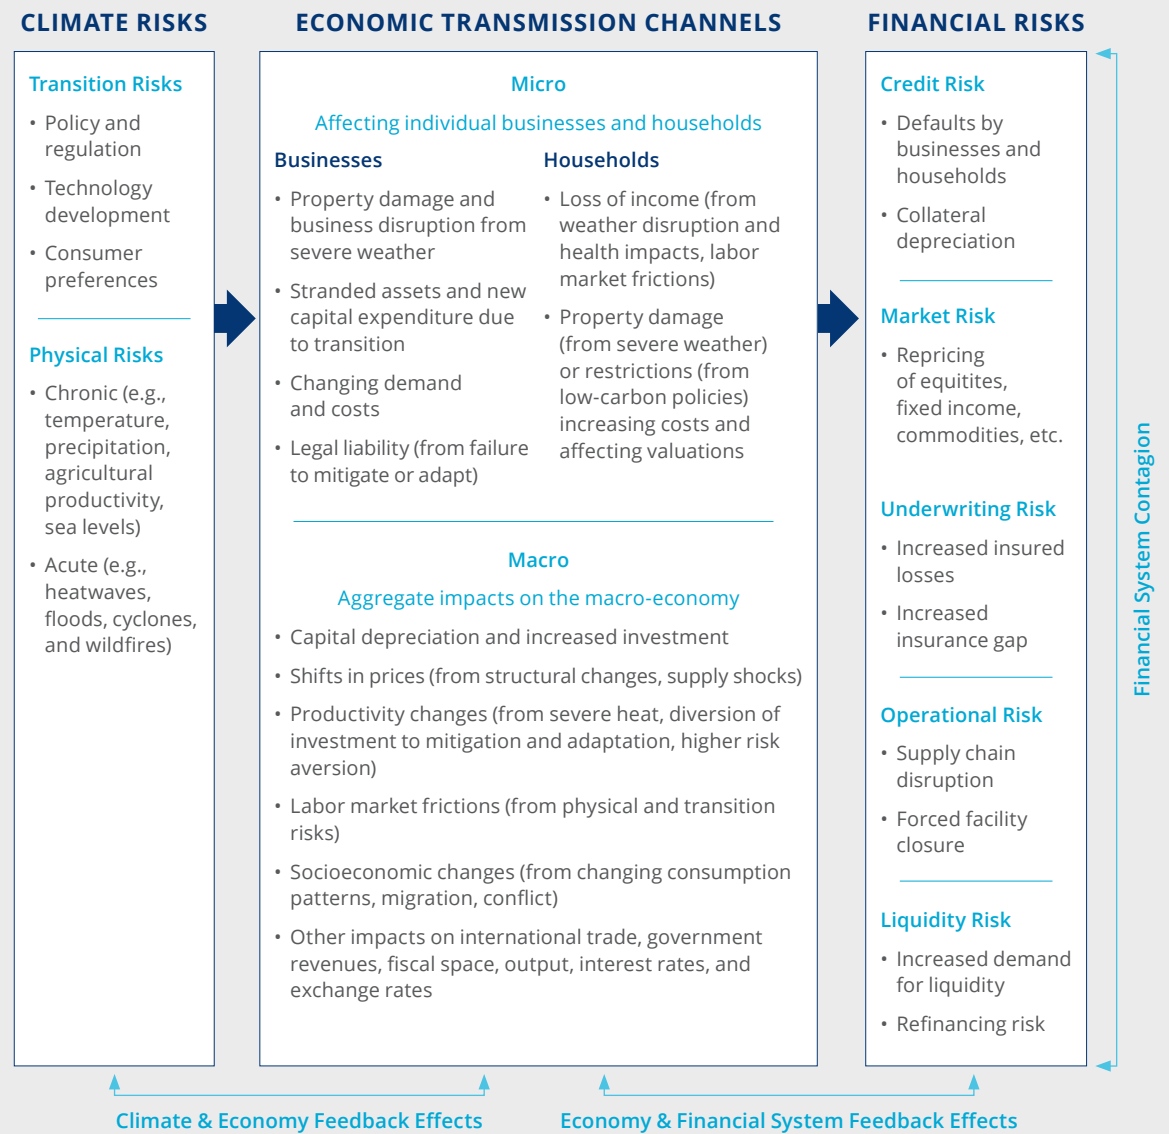 CLIMATE RISKS
Transition Risks
• Policy and
regulation
• Technology
development
• Consumer
preferences
Physical Risks
• Chronic (e.g.,
temperature,
precipitation,
agricultural
productivity,
sea levels)
• Acute (e.g.,
heatwaves,
floods, cyclones,
and wildfires)
ECONOMIC TRANSMISSION CHANNELS
Micro
Affecting individual businesses and households
Businesses
• Property damage and
business disruption from
severe weather
• Stranded assets and new
capital expenditure due
to transition
• Changing demand
and costs
• Legal liability (from failure
to mitigate or adapt)
Households
• Loss of income (from
weather disruption and
health impacts, labor
market frictions)
• Property damage
(from severe weather)
or restrictions (from
low-carbon policies)
increasing costs and
affecting valuations
Macro
Aggregate impacts on the macro-economy
• Capital depreciation and increased investment
• Shifts in prices (from structural changes, supply shocks)
• Productivity changes (from severe heat, diversion of
investment to mitigation and adaptation, higher risk
aversion)
• Labor market frictions (from physical and transition
risks)
• Socioeconomic changes (from changing consumption
patterns, migration, conflict)
• Other impacts on international trade, government
revenues, fiscal space, output, interest rates, and
exchange rates
FINANCIAL RISKS
Credit Risk
• Defaults by
businesses and
households
• Collateral
depreciation
Market Risk
• Repricing
of equitites,
fixed income,
commodities, etc.
Underwriting Risk
• Increased insured
losses
• Increased
insurance gap
Operational Risk
• Supply chain
disruption
• Forced facility
closure
Liquidity Risk
• Increased demand
for liquidity
• Refinancing risk
Financial System Contagion
Climate & Economy Feedback Effects
Economy & Financial System Feedback Effects